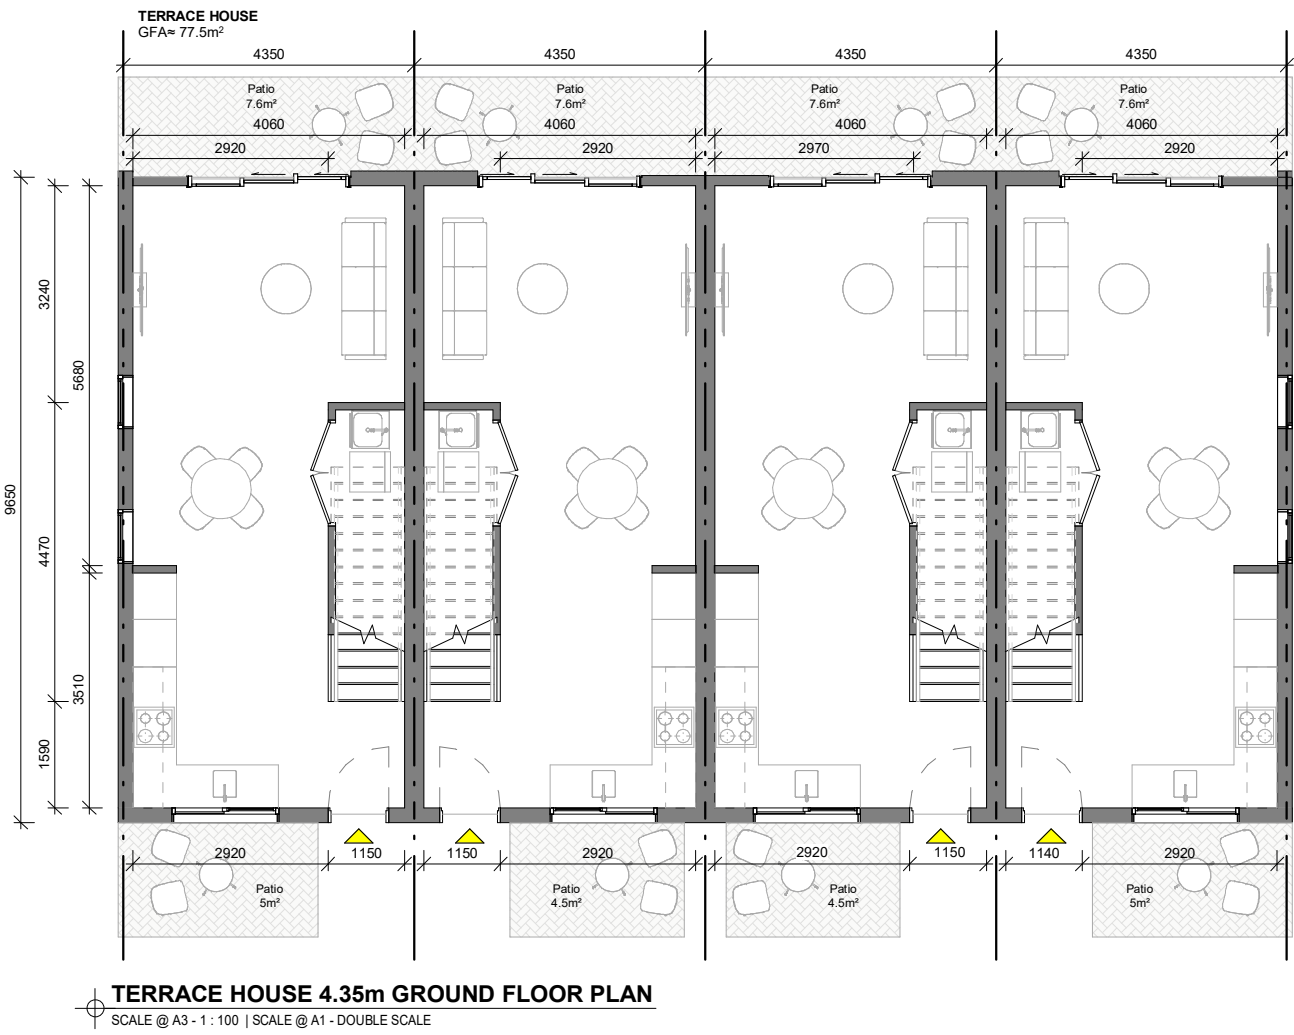 TERRACE HOUSE
GFA≈ 77.5m²
4350 4350 4350 4350
Patio Patio Patio Patio
7.6m² 7.6m² 7.6m² 7.6m²
4060 4060 4060 4060
2920 2920 2970 2920
3240
5680
9650
4470
3510
1590
2920 1150 1150 2920 2920 1150 1140 2920
Patio Patio Patio Patio
5m² 4.5m² 4.5m² 5m²
TERRACE HOUSE 4.35m GROUND FLOOR PLAN
SCALE @ A3 - 1 : 100 | SCALE @ A1 - DOUBLE SCALE